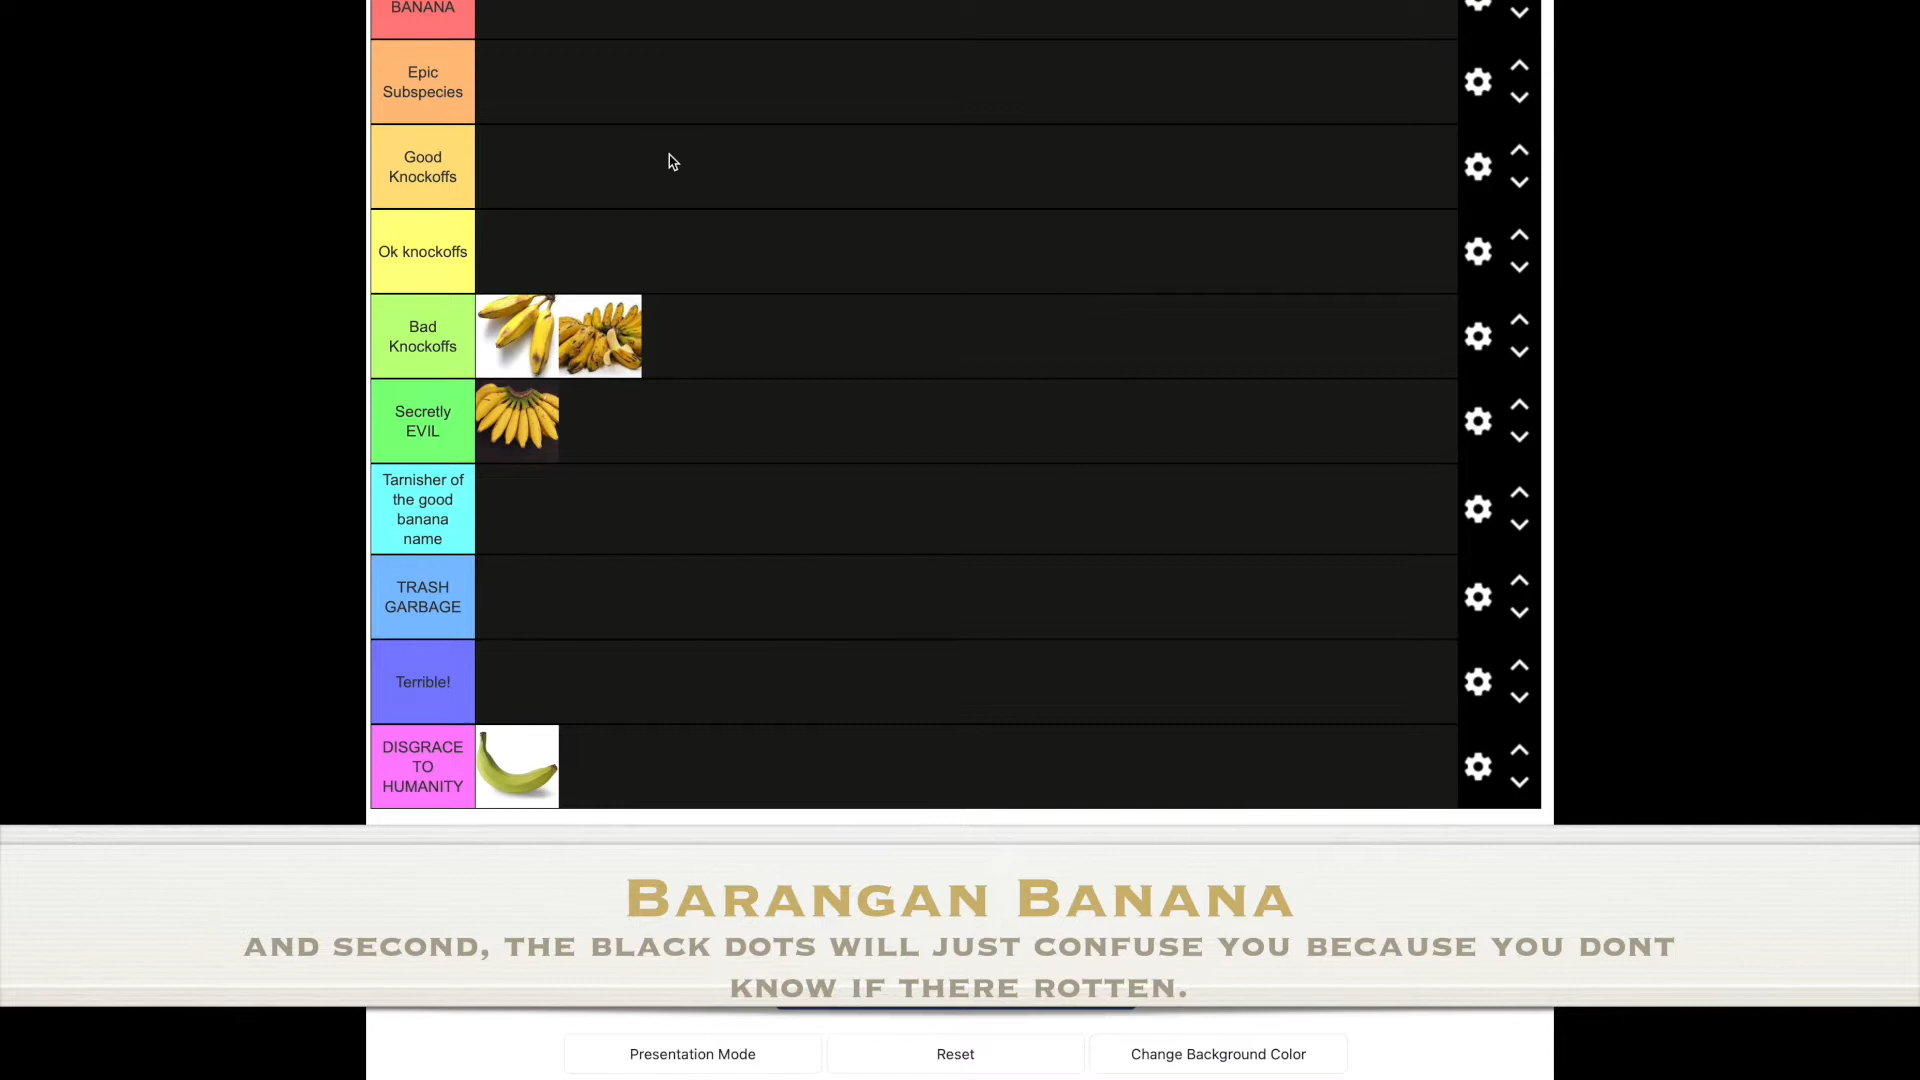 BANANA
Epic
Subspecies
Good
Knockoffs
Ok knockoffs
Bad
Knockoffs
Secretly
EVIL
Tarnisher of
the good
banana
name
TRASH
GARBAGE
Terrible!
DISGRACE
TO
HUMANITY
Barangan Banana
and second, the black dots will just confuse you because you dont
know if there rotten.
Presentation Mode
Reset
Change Background Color